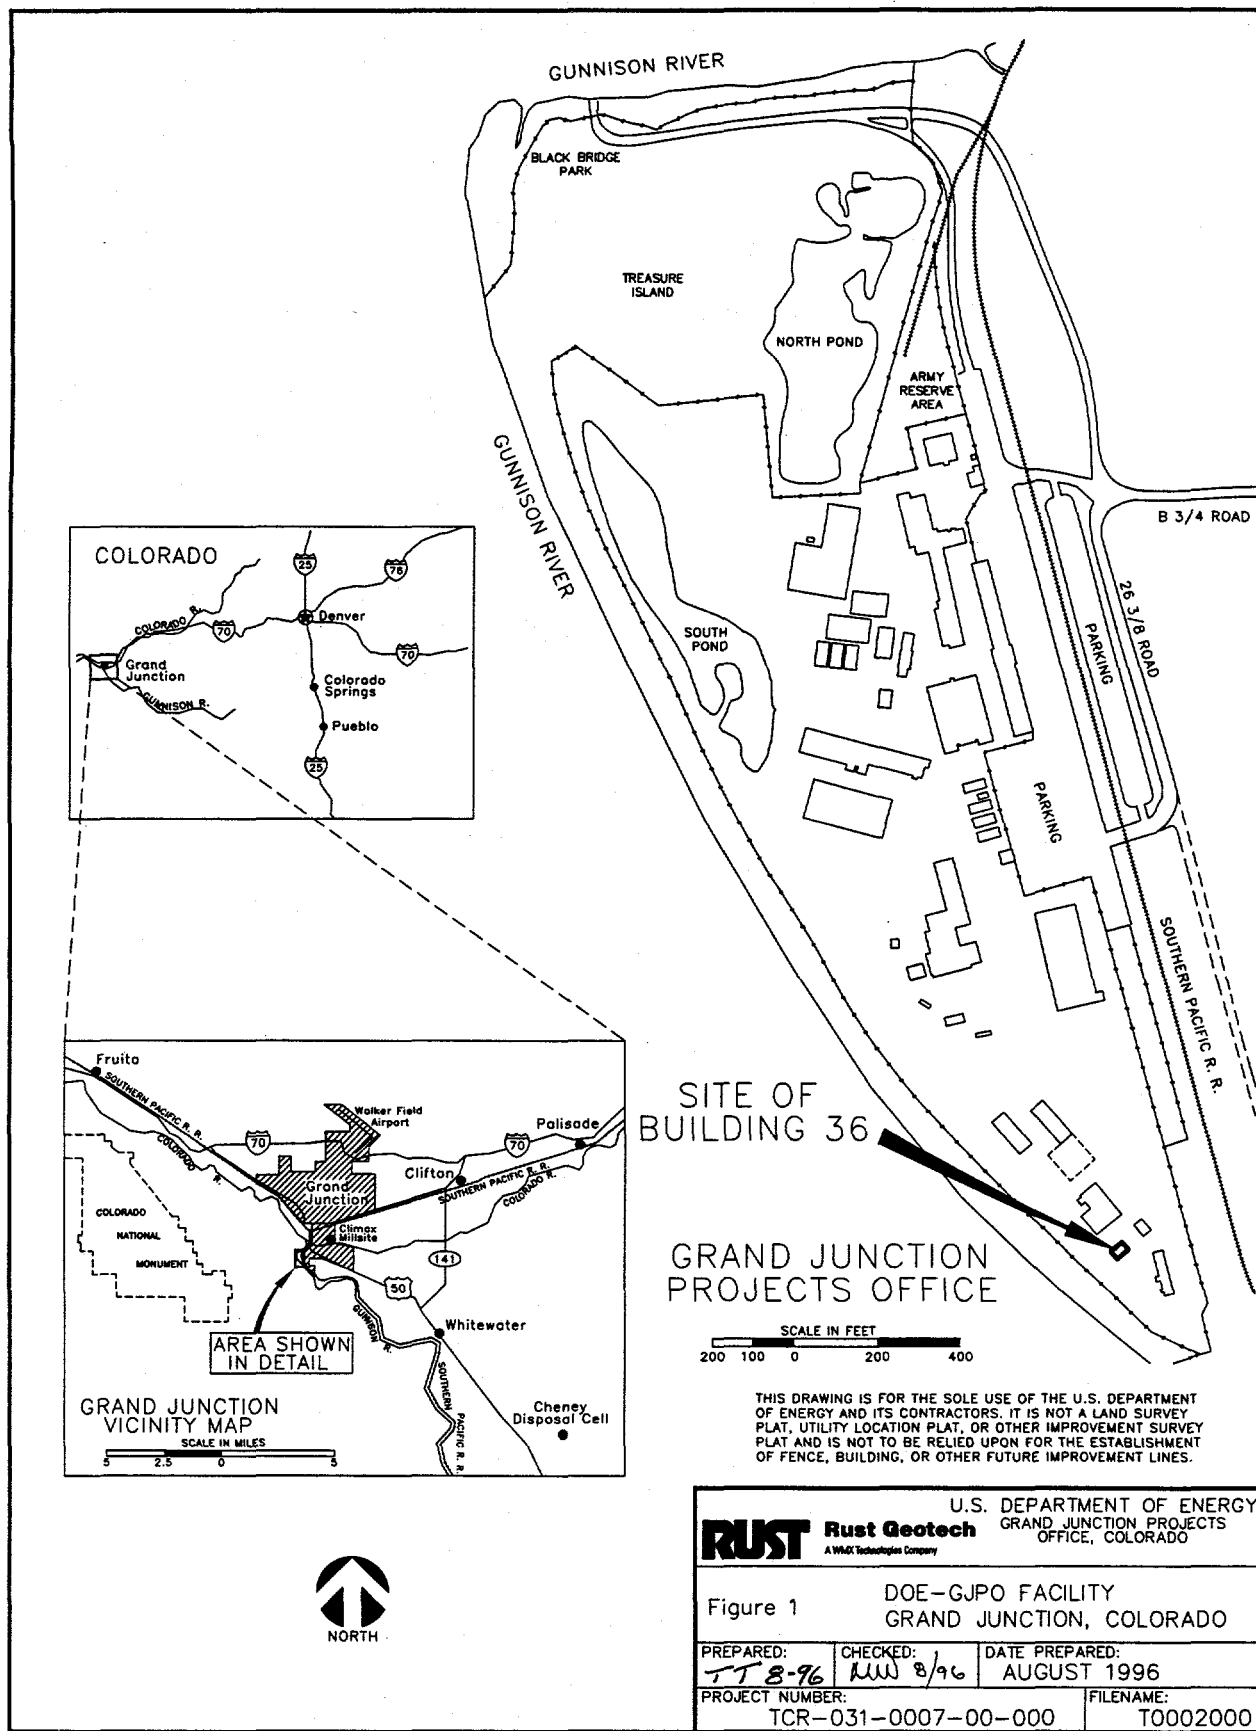 GUNNISON RIVER
BLACK BRIDGE
PARK
TREASURE
ISLAND
NORTH POND
ARMY
RESERVE
AREA
GUNNISON RIVER
B 3/4 ROAD
26 3/8 ROAD
PARKING
SOUTH
POND
PARKING
SOUTHERN PACIFIC R. R.
COLORADO
25
76
Denver
COLORADO R.
70
70
Grand
Junction
GUNNISON R.
Colorado
Springs
Pueblo
25
Fruita
SOUTHERN PACIFIC R. R.
COLORADO R.
70
Walker Field
Airport
Palisade
70
Clifton
SOUTHERN PACIFIC R. R.
COLORADO R.
Grand
Junction
COLORADO
NATIONAL
MONUMENT
Climax
Millsite
141
50
GUNNISON R.
Whitewater
AREA SHOWN
IN DETAIL
SOUTHERN PACIFIC R. R.
Cheney
Disposal Cell
GRAND JUNCTION
VICINITY MAP
SCALE IN MILES
5 2.5 0 5
SITE OF
BUILDING 36
GRAND JUNCTION
PROJECTS OFFICE
SCALE IN FEET
200 100 0 200 400
THIS DRAWING IS FOR THE SOLE USE OF THE U.S. DEPARTMENT
OF ENERGY AND ITS CONTRACTORS. IT IS NOT A LAND SURVEY
PLAT, UTILITY LOCATION PLAT, OR OTHER IMPROVEMENT SURVEY
PLAT AND IS NOT TO BE RELIED UPON FOR THE ESTABLISHMENT
OF FENCE, BUILDING, OR OTHER FUTURE IMPROVEMENT LINES.
NORTH
RUST Rust Geotech
A WMX Technologies Company
U.S. DEPARTMENT OF ENERGY
GRAND JUNCTION PROJECTS
OFFICE, COLORADO
Figure 1
DOE-GJPO FACILITY
GRAND JUNCTION, COLORADO
PREPARED:
TT 8-96
CHECKED:
8/96
DATE PREPARED:
AUGUST 1996
PROJECT NUMBER:
TCR-031-0007-00-000
FILENAME:
T0002000